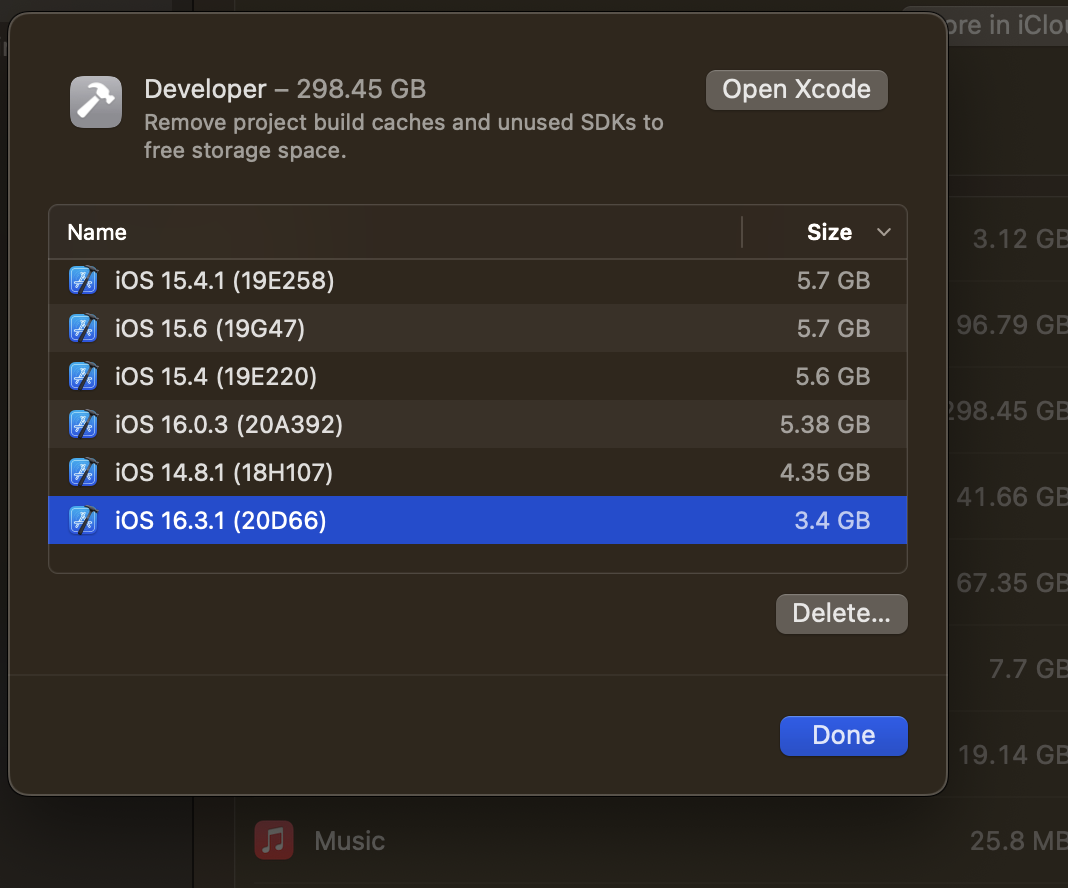 ore in iClou
Developer – 298.45 GB
Open Xcode
Remove project build caches and unused SDKs to
free storage space.
Name
Size
3.12 GB
iOS 15.4.1 (19E258)
5.7 GB
iOS 15.6 (19G47)
5.7 GB
96.79 GB
iOS 15.4 (19E220)
5.6 GB
iOS 16.0.3 (20A392)
5.38 GB
298.45 GB
iOS 14.8.1 (18H107)
4.35 GB
41.66 GB
iOS 16.3.1 (20D66)
3.4 GB
67.35 GB
Delete...
7.7 GB
Done
19.14 GB
Music
25.8 MB